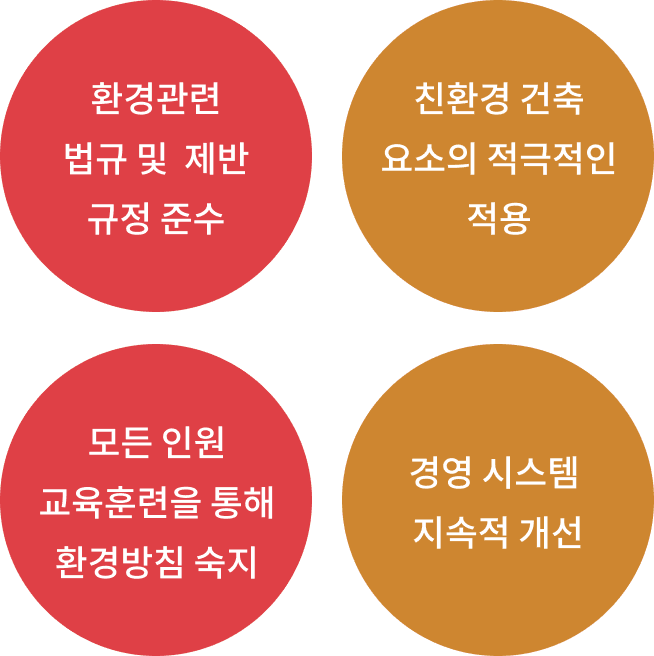 환경관련
법규 및 제반
규정 준수
친환경 건축
요소의 적극적인
적용
모든 인원
교육훈련을 통해
환경방침 숙지
경영 시스템
지속적 개선